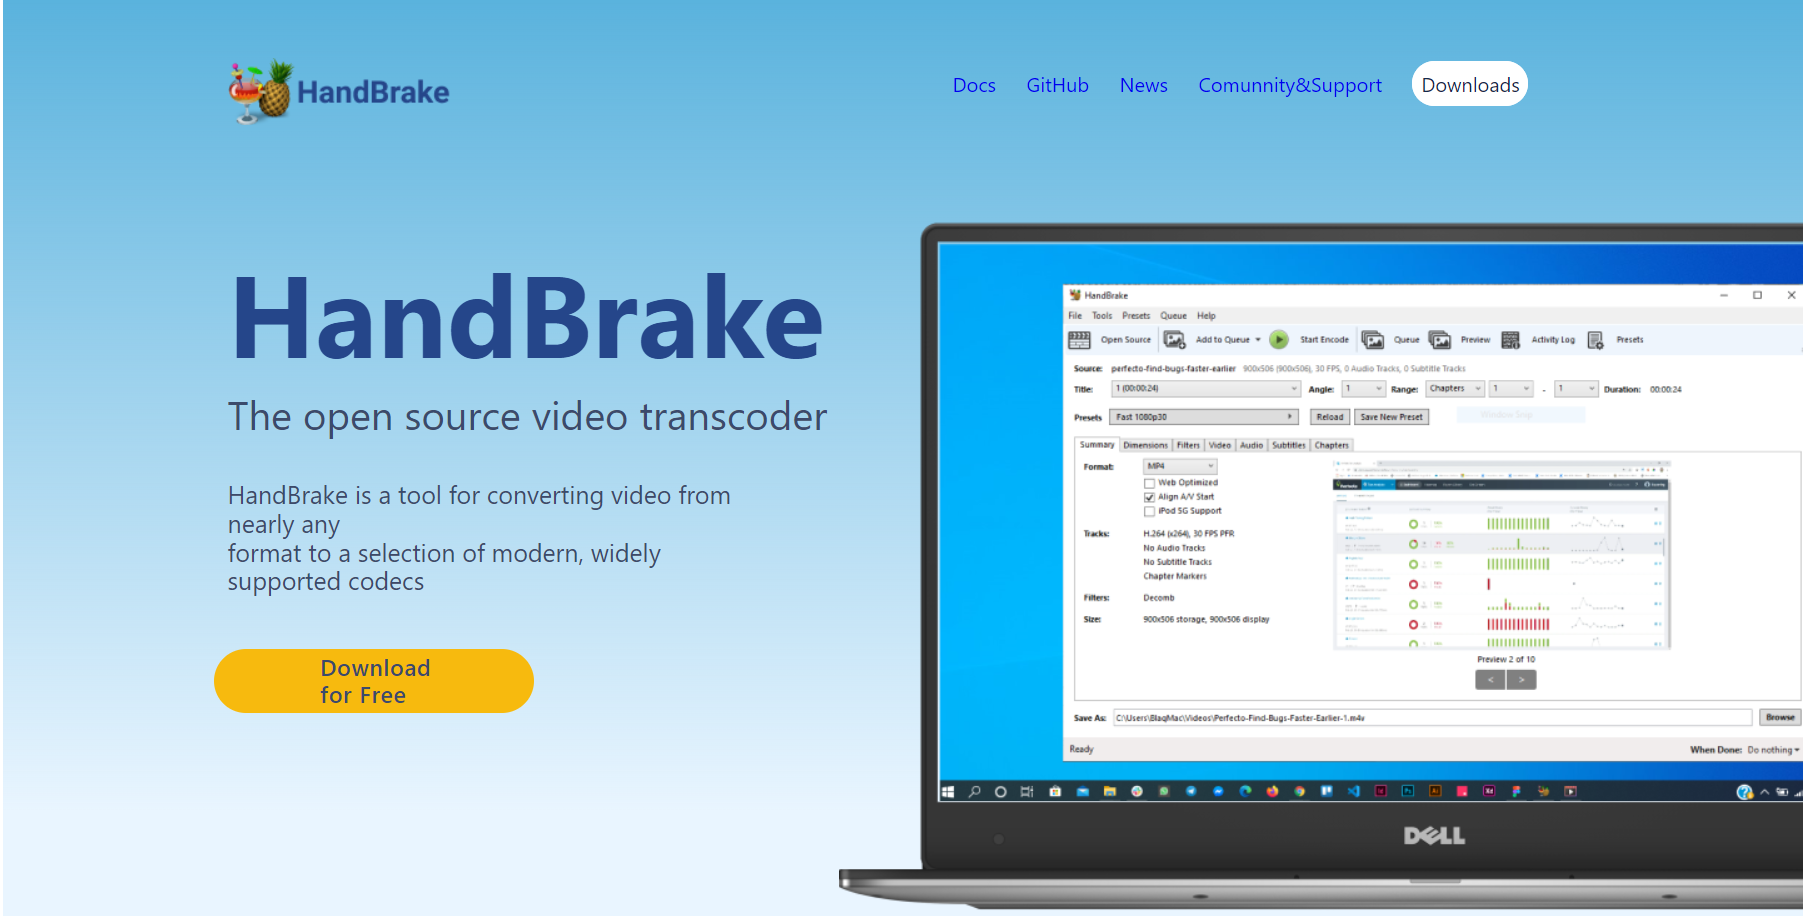 HandBrake
Docs GitHub News Comunnity&Support Downloads
HandBrake
The open source video transcoder
HandBrake is a tool for converting video from
nearly any
format to a selection of modern, widely
supported codecs
Download
for Free
HandBrake
File Tools Presets Queue Help
Open Source Add to Queue Start Encode Queue Preview Activity Log Presets
Source: perfecto-find-bugs-faster-earlier 900x506 (900x506), 30 FPS, 0 Audio Tracks, 0 Subtitle Tracks
Title: 1 (00:00:24) Angle: 1 Range: Chapters 1 - 1 Duration: 00:00:24
Presets Fast 1080p30 Reload Save New Preset
Summary Dimensions Filters Video Audio Subtitles Chapters
Format: MP4
Web Optimized
Align A/V Start
iPod 5G Support
Tracks: H.264 (x264), 30 FPS PFR
No Audio Tracks
No Subtitle Tracks
Chapter Markers
Filters: Decomb
Size: 900x506 storage, 900x506 display
Preview 2 of 10
< >
Save As: C:\Users\BlaqMac\Videos\Perfecto-Find-Bugs-Faster-Earlier-1.m4v Browse
Ready When Done: Do nothing
DELL